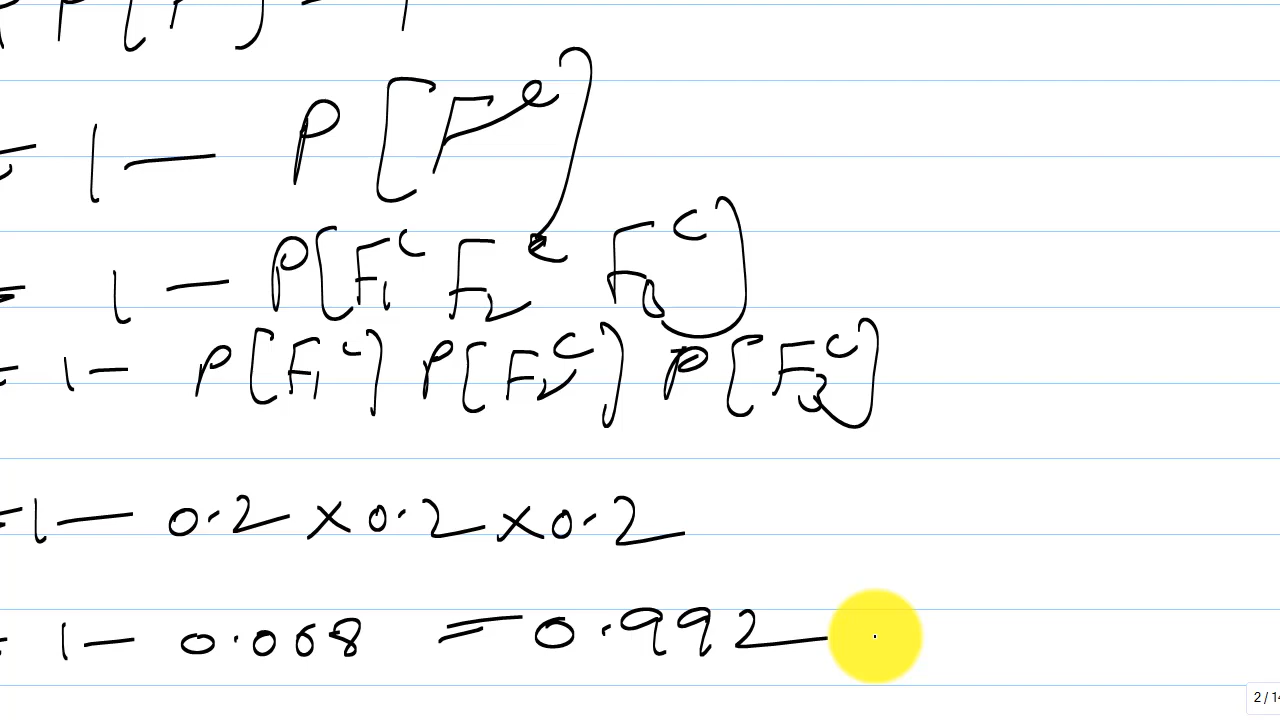 = 1 — P[F^c]
= 1 — P[F₁^c F₂^c F₃^c]
= 1 — P[F₁^c] P[F₂^c] P[F₃^c]
= 1 — 0.2 × 0.2 × 0.2
= 1 — 0.008 = 0.992
2 / 14